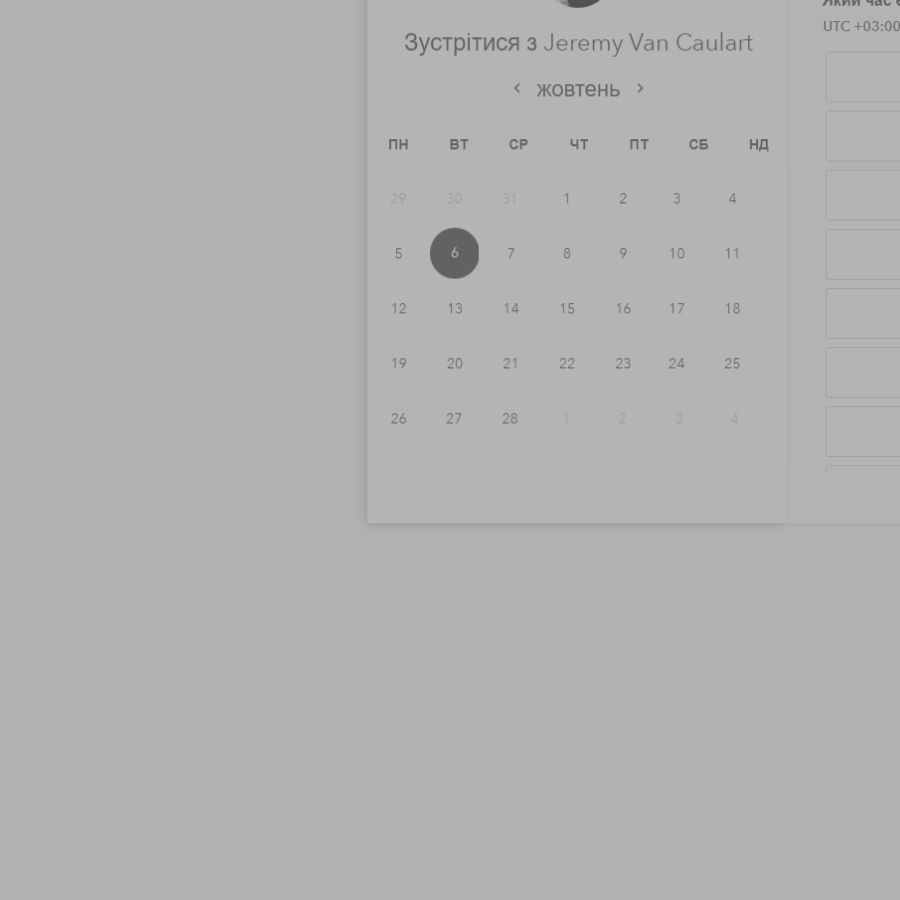 Який час
UTC +03:00
Зустрітися з Jeremy Van Caulart
жовтень
ПН ВТ СР ЧТ ПТ СБ НД
29 30 31 1 2 3 4
5 6 7 8 9 10 11
12 13 14 15 16 17 18
19 20 21 22 23 24 25
26 27 28 1 2 3 4